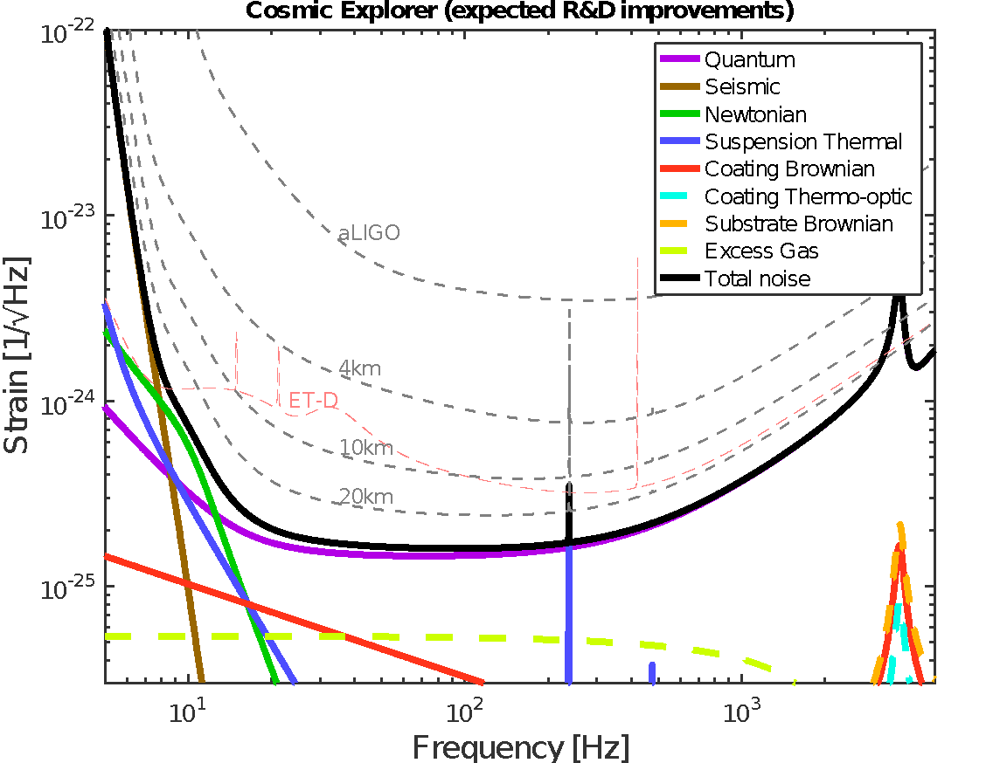 Cosmic Explorer (expected R&D improvements)
10-22
10-23
10-24
10-25
Strain [1/√Hz]
Quantum
Seismic
Newtonian
Suspension Thermal
Coating Brownian
Coating Thermo-optic
Substrate Brownian
Excess Gas
Total noise
aLIGO
4km
ET-D
10km
20km
10¹
10²
10³
Frequency [Hz]